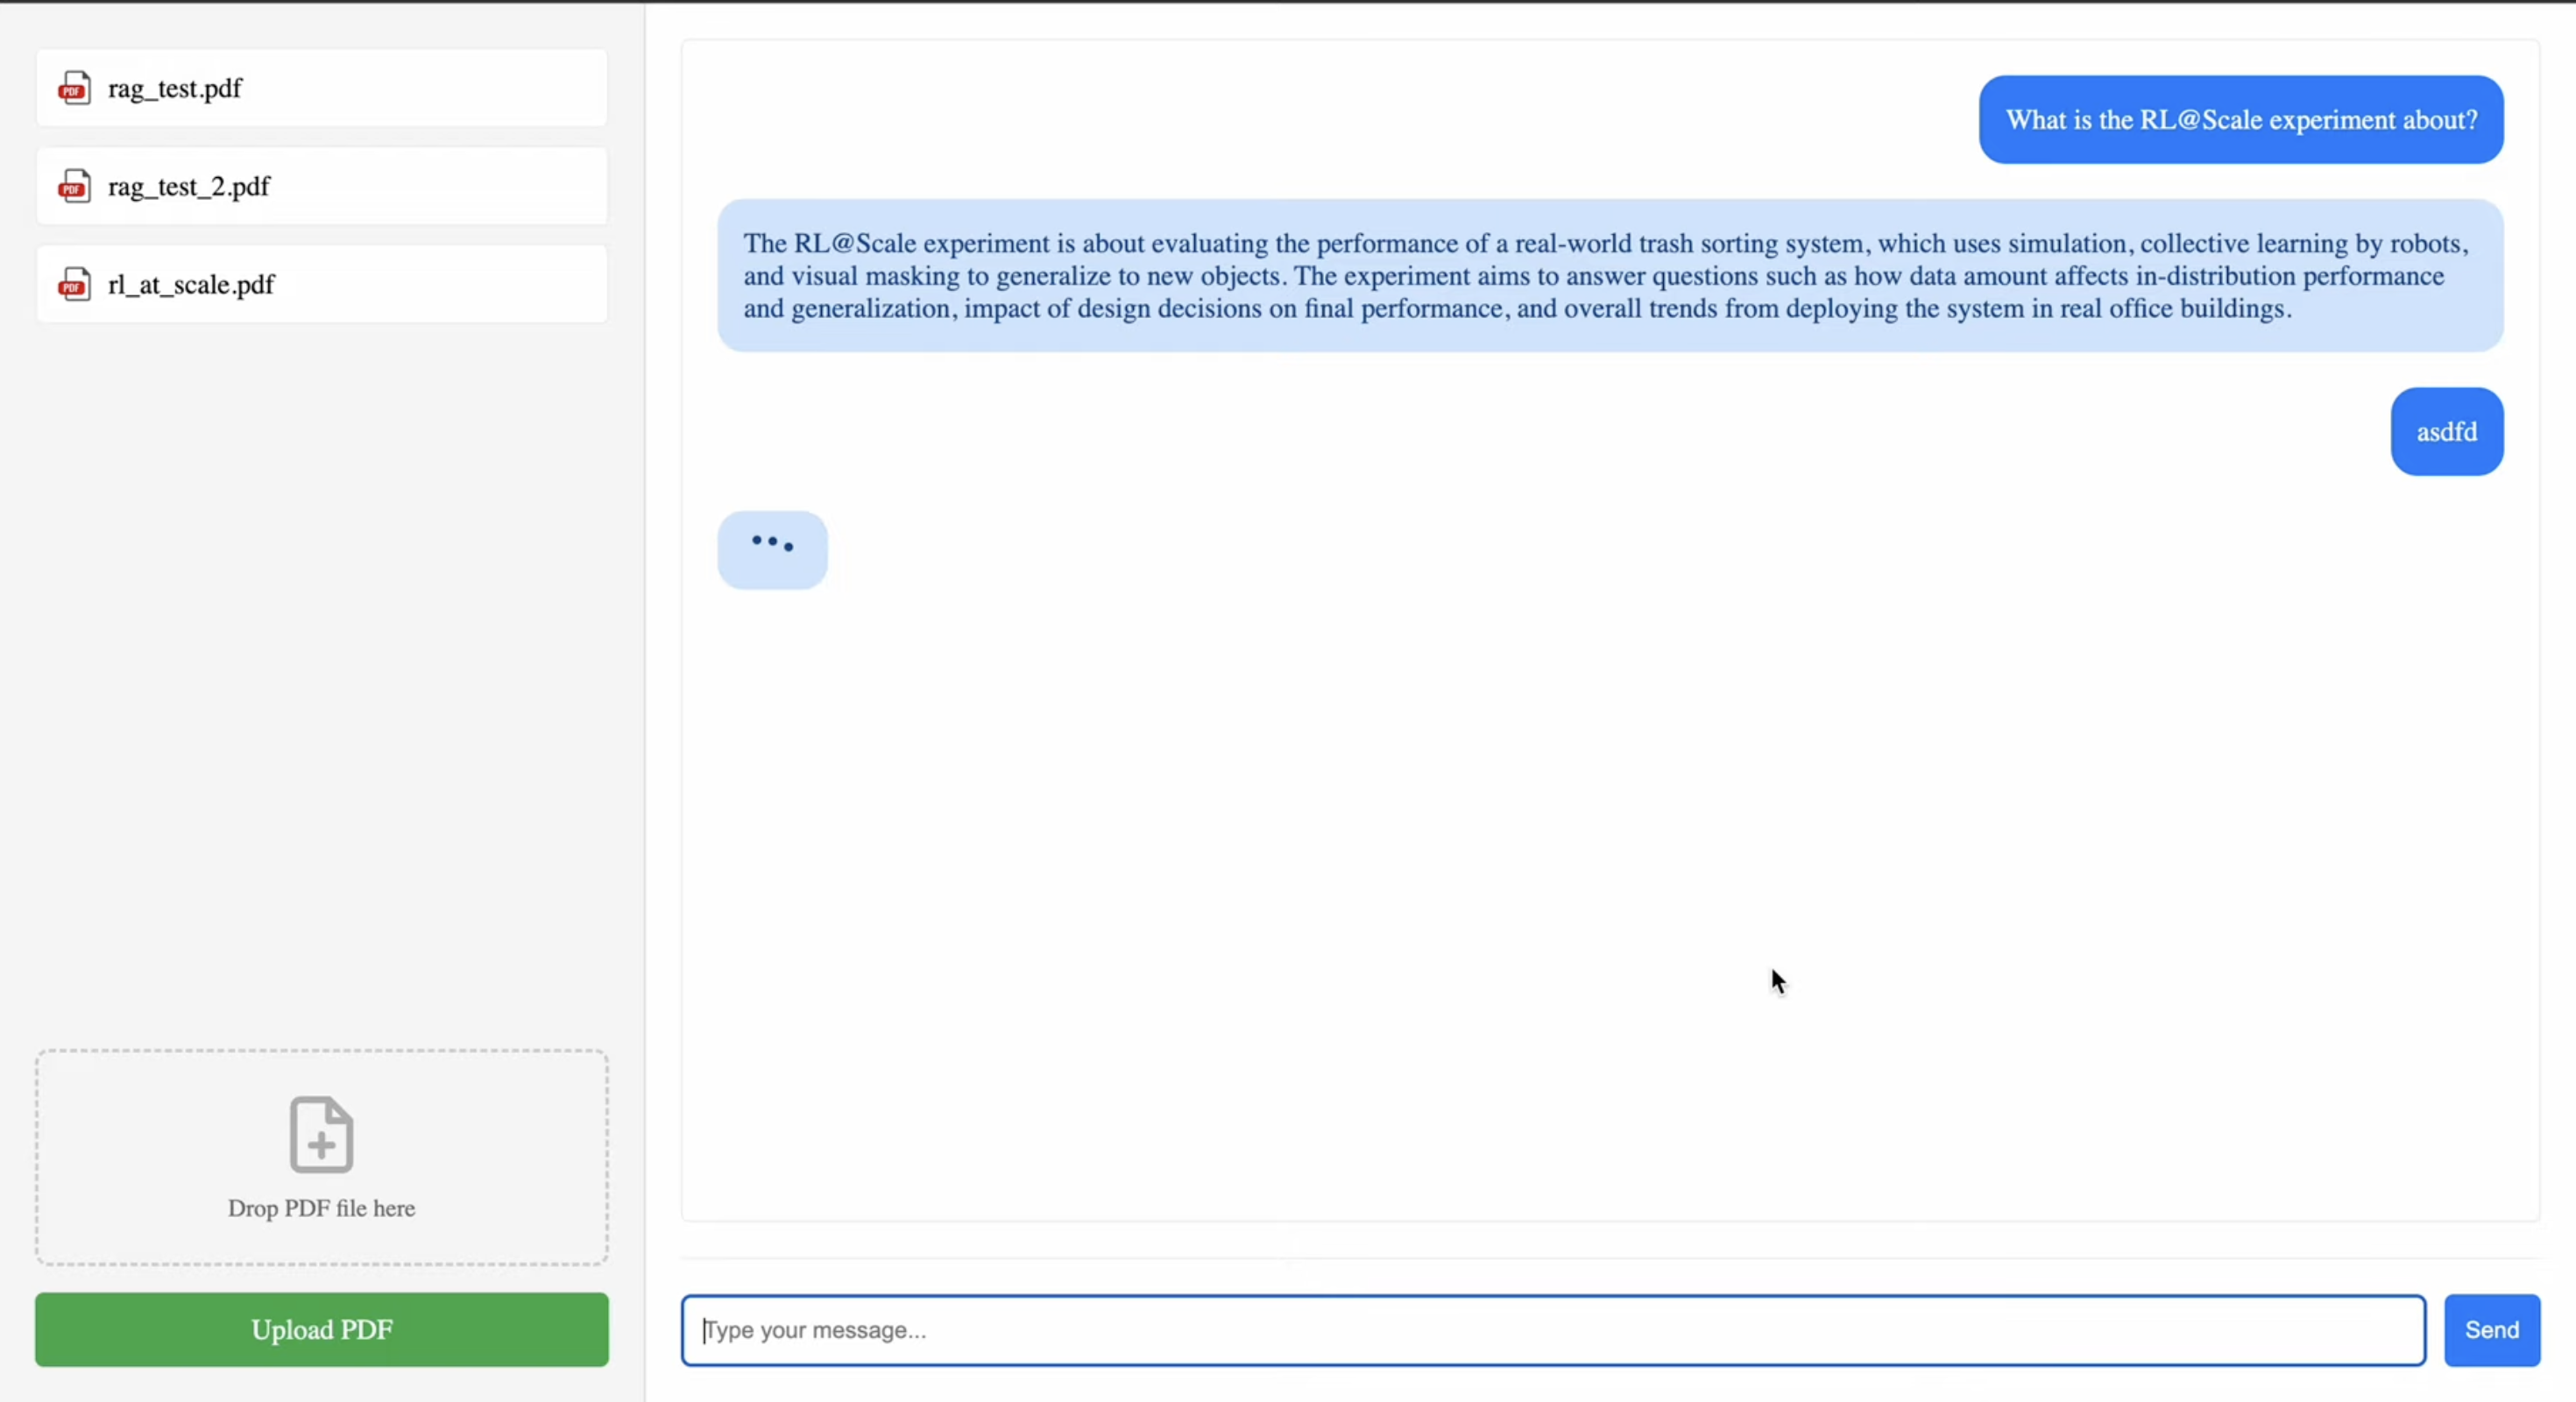 PDF rag_test.pdf
PDF rag_test_2.pdf
PDF rl_at_scale.pdf
Drop PDF file here
Upload PDF
What is the RL@Scale experiment about?
The RL@Scale experiment is about evaluating the performance of a real-world trash sorting system, which uses simulation, collective learning by robots,
and visual masking to generalize to new objects. The experiment aims to answer questions such as how data amount affects in-distribution performance
and generalization, impact of design decisions on final performance, and overall trends from deploying the system in real office buildings.
asdfd
Type your message...
Send